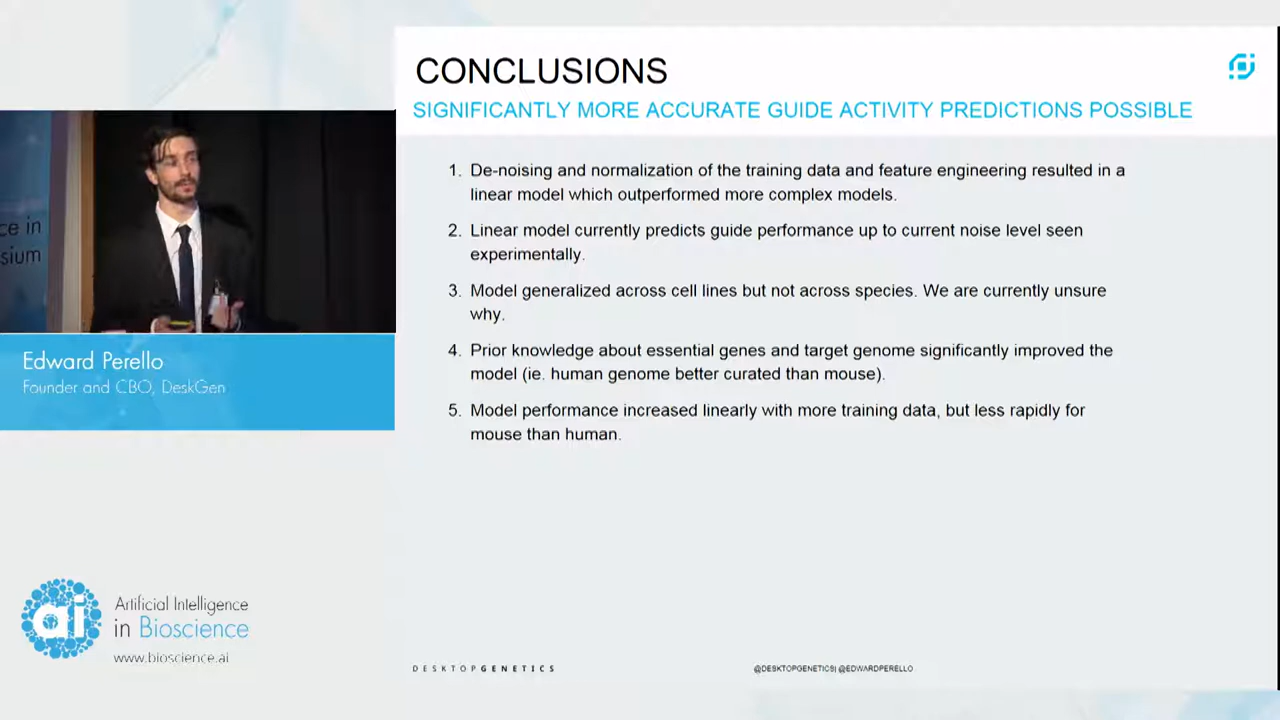 CONCLUSIONS
SIGNIFICANTLY MORE ACCURATE GUIDE ACTIVITY PREDICTIONS POSSIBLE
1. De-noising and normalization of the training data and feature engineering resulted in a
linear model which outperformed more complex models.
2. Linear model currently predicts guide performance up to current noise level seen
experimentally.
3. Model generalized across cell lines but not across species. We are currently unsure
why.
4. Prior knowledge about essential genes and target genome significantly improved the
model (ie. human genome better curated than mouse).
5. Model performance increased linearly with more training data, but less rapidly for
mouse than human.
DESKTOPGENETICS
@DESKTOPGENETICS| @EDWARDPERELLO
ce in
sium
Edward Perello
Founder and CBO, DeskGen
ai
Artificial Intelligence
in Bioscience
www.bioscience.ai